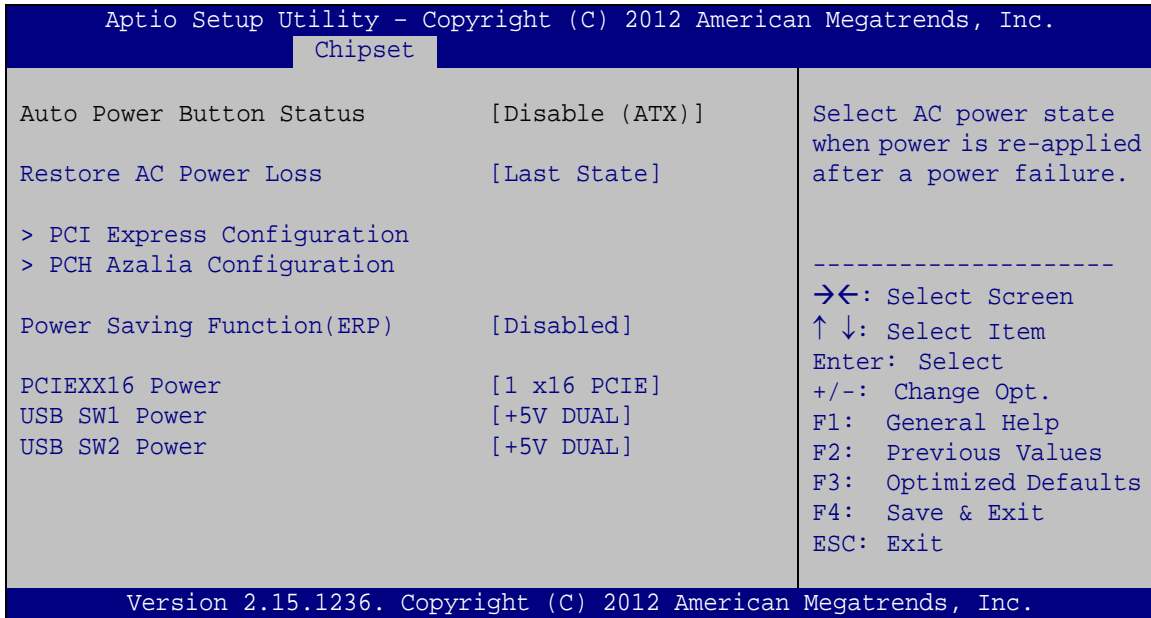 Aptio Setup Utility – Copyright (C) 2012 American Megatrends, Inc.
Chipset
Auto Power Button Status [Disable (ATX)]
Restore AC Power Loss [Last State]
> PCI Express Configuration
> PCH Azalia Configuration
Power Saving Function(ERP) [Disabled]
PCIEXX16 Power [1 x16 PCIE]
USB SW1 Power [+5V DUAL]
USB SW2 Power [+5V DUAL]
Select AC power state
when power is re-applied
after a power failure.
---------------------
→←: Select Screen
↑ ↓: Select Item
Enter: Select
+/-: Change Opt.
F1: General Help
F2: Previous Values
F3: Optimized Defaults
F4: Save & Exit
ESC: Exit
Version 2.15.1236. Copyright (C) 2012 American Megatrends, Inc.